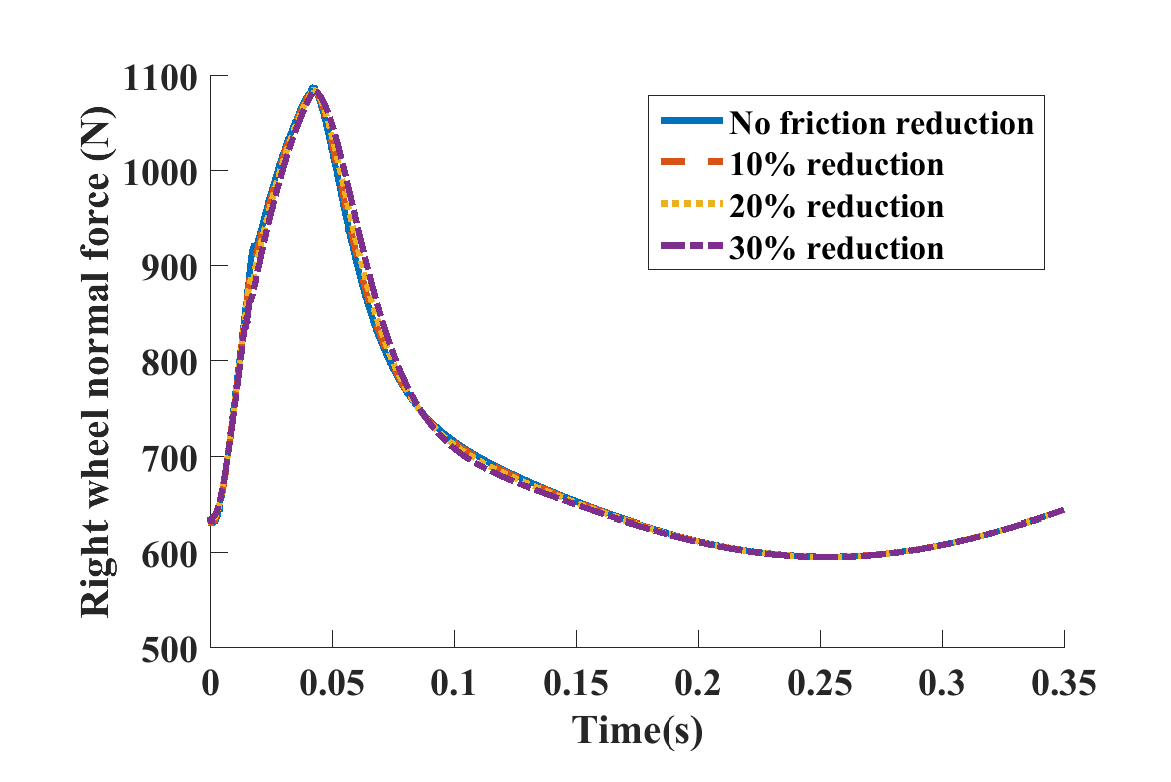 Right wheel normal force (N)
1100
1000
900
800
700
600
500
No friction reduction
10% reduction
20% reduction
30% reduction
0 0.05 0.1 0.15 0.2 0.25 0.3 0.35
Time(s)